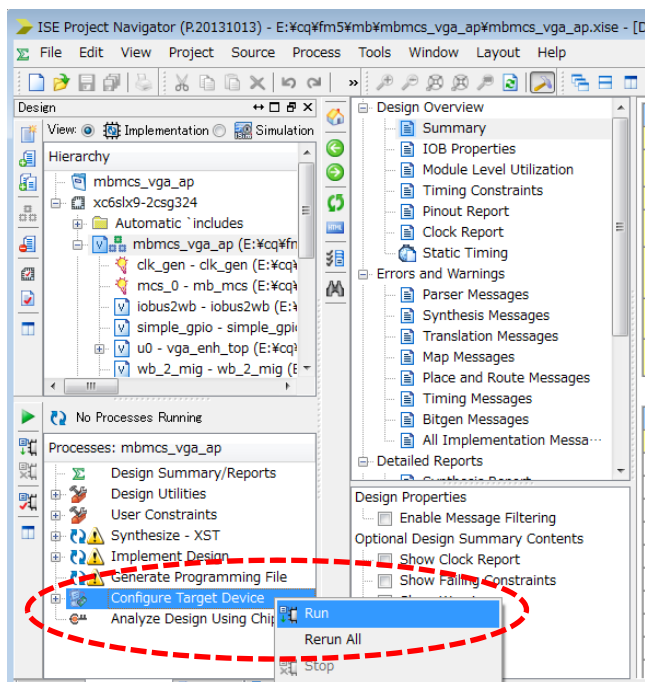 ISE Project Navigator (P.20131013) - E:¥cq¥fm5¥mb¥mbmcs_vga_ap¥mbmcs_vga_ap.xise - [D
File Edit View Project Source Process Tools Window Layout Help
Design
View: Implementation Simulation
Hierarchy
mbmcs_vga_ap
xc6slx9-2csg324
Automatic `includes
mbmcs_vga_ap (E:¥cq¥fm
clk_gen - clk_gen (E:¥cq¥
mcs_0 - mb_mcs (E:¥cq¥
iobus2wb - iobus2wb (E:¥
simple_gpio - simple_gpio
u0 - vga_enh_top (E:¥cq¥
wb_2_mig - wb_2_mig (E
No Processes Running
Processes: mbmcs_vga_ap
Design Summary/Reports
Design Utilities
User Constraints
Synthesize - XST
Implement Design
Generate Programming File
Configure Target Device
Analyze Design Using Chip
Run
Rerun All
Stop
Design Overview
Summary
IOB Properties
Module Level Utilization
Timing Constraints
Pinout Report
Clock Report
Static Timing
Errors and Warnings
Parser Messages
Synthesis Messages
Translation Messages
Map Messages
Place and Route Messages
Timing Messages
Bitgen Messages
All Implementation Messa…
Detailed Reports
Synthesis Report
Design Properties
Enable Message Filtering
Optional Design Summary Contents
Show Clock Report
Show Failing Constraints